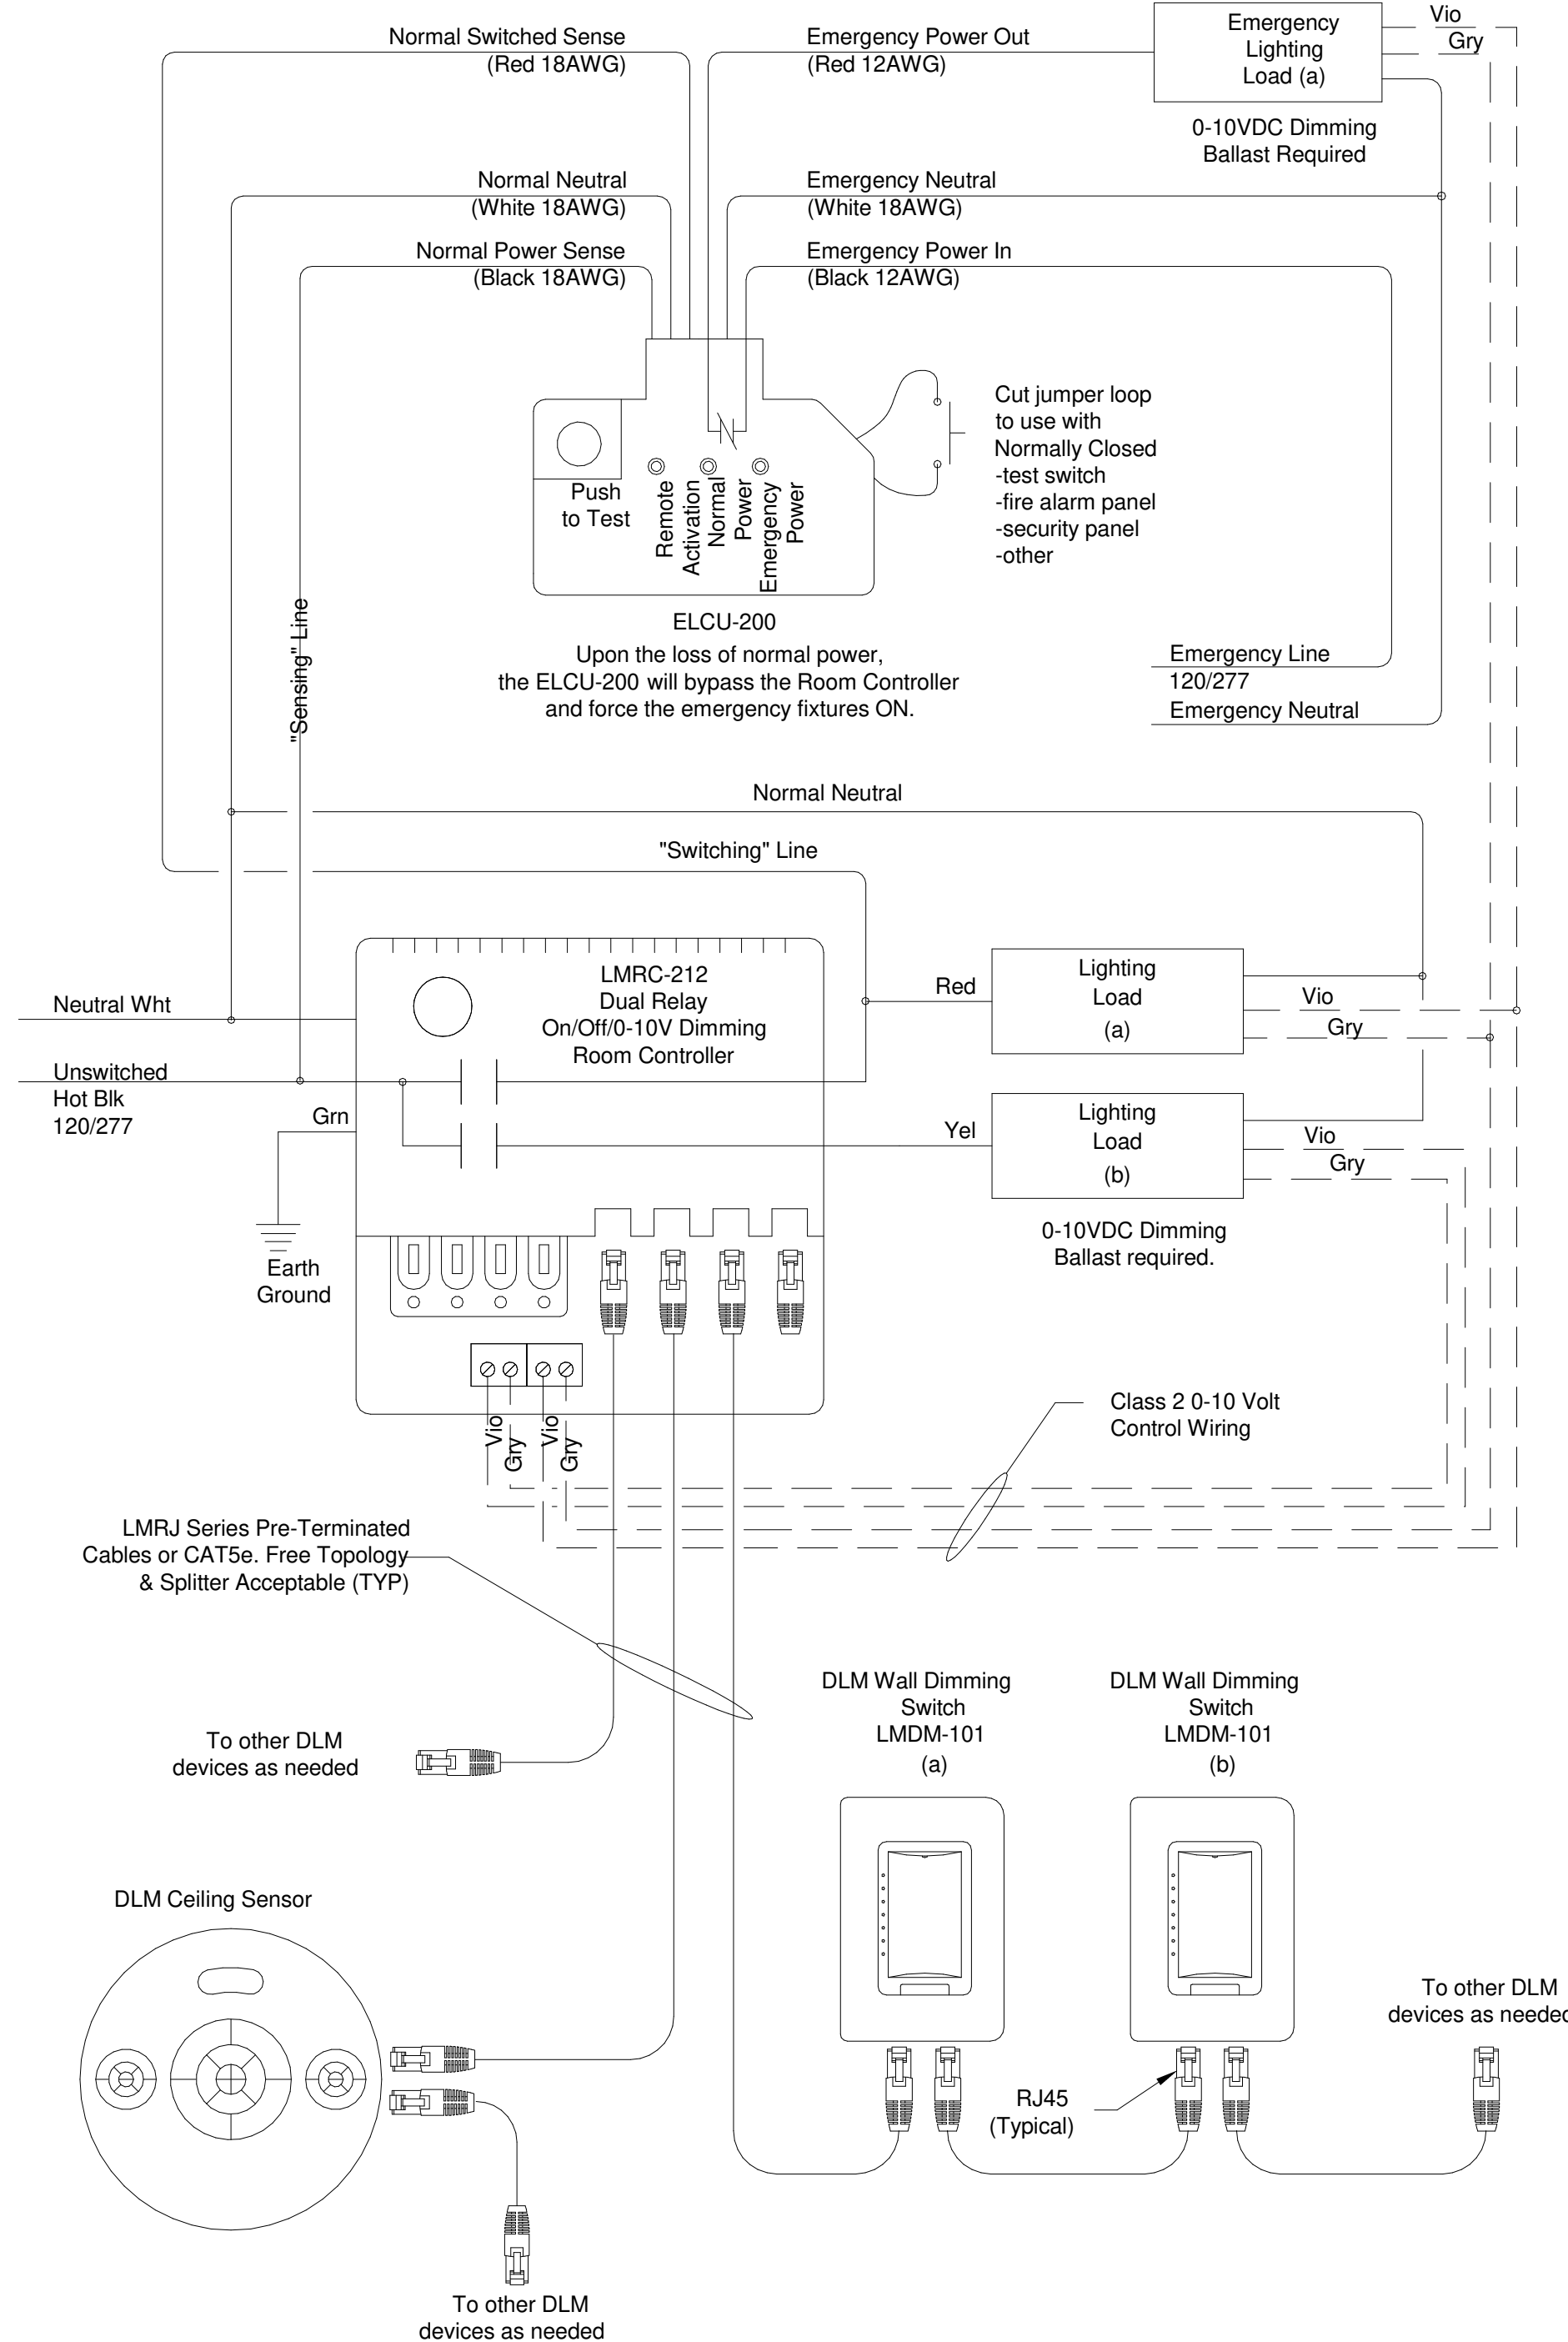 Normal Switched Sense
(Red 18AWG)
Emergency Power Out
(Red 12AWG)
Emergency
Lighting
Load (a)
Vio
Gry
0-10VDC Dimming
Ballast Required
Normal Neutral
(White 18AWG)
Emergency Neutral
(White 18AWG)
Normal Power Sense
(Black 18AWG)
Emergency Power In
(Black 12AWG)
Push
to Test
Remote
Activation
Normal
Power
Emergency
Power
Cut jumper loop
to use with
Normally Closed
-test switch
-fire alarm panel
-security panel
-other
ELCU-200
Upon the loss of normal power,
the ELCU-200 will bypass the Room Controller
and force the emergency fixtures ON.
"Sensing" Line
Emergency Line
120/277
Emergency Neutral
Normal Neutral
"Switching" Line
LMRC-212
Dual Relay
On/Off/0-10V Dimming
Room Controller
Neutral Wht
Unswitched
Hot Blk
120/277
Grn
Earth
Ground
Red
Lighting
Load
(a)
Vio
Gry
Yel
Lighting
Load
(b)
Vio
Gry
0-10VDC Dimming
Ballast required.
Vio
Gry
Vio
Gry
Class 2 0-10 Volt
Control Wiring
LMRJ Series Pre-Terminated
Cables or CAT5e. Free Topology
& Splitter Acceptable (TYP)
To other DLM
devices as needed
DLM Wall Dimming
Switch
LMDM-101
(a)
DLM Wall Dimming
Switch
LMDM-101
(b)
DLM Ceiling Sensor
To other DLM
devices as needed
RJ45
(Typical)
To other DLM
devices as needed